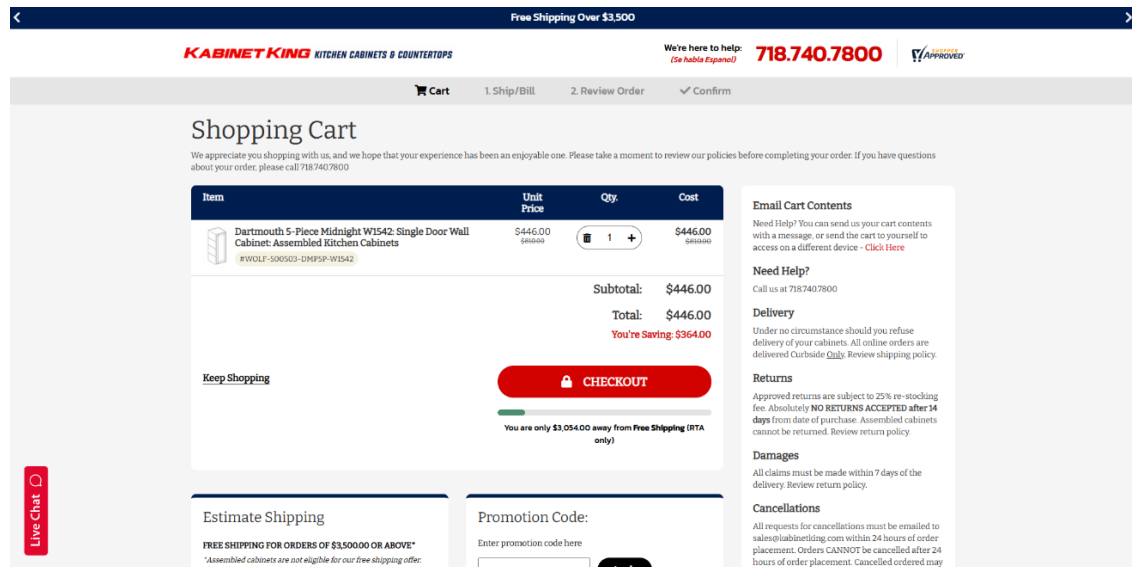 Free Shipping Over $3,500
KABINET KING KITCHEN CABINETS & COUNTERTOPS
We're here to help:
(Se habla Espanol)
718.740.7800
SHOPPER
APPROVED
Cart
1. Ship/Bill
2. Review Order
Confirm
Shopping Cart
We appreciate you shopping with us, and we hope that your experience has been an enjoyable one. Please take a moment to review our policies before completing your order. If you have questions
about your order, please call 718.740.7800
Item
Unit
Price
Qty.
Cost
Dartmouth 5-Piece Midnight W1542: Single Door Wall
Cabinet: Assembled Kitchen Cabinets
#WOLF-500503-DMP5P-W1542
$446.00
$810.00
1
$446.00
$810.00
Subtotal: $446.00
Total: $446.00
You're Saving: $364.00
Keep Shopping
CHECKOUT
You are only $3,054.00 away from Free Shipping (RTA
only)
Email Cart Contents
Need Help? You can send us your cart contents
with a message, or send the cart to yourself to
access on a different device - Click Here
Need Help?
Call us at 718.740.7800
Delivery
Under no circumstance should you refuse
delivery of your cabinets. All online orders are
delivered Curbside Only. Review shipping policy.
Returns
Approved returns are subject to 25% re-stocking
fee. Absolutely NO RETURNS ACCEPTED after 14
days from date of purchase. Assembled cabinets
cannot be returned. Review return policy.
Damages
All claims must be made within 7 days of the
delivery. Review return policy.
Cancellations
All requests for cancellations must be emailed to
sales@kabinetking.com within 24 hours of order
placement. Orders CANNOT be cancelled after 24
hours of order placement. Cancelled ordered may
Live Chat
Estimate Shipping
FREE SHIPPING FOR ORDERS OF $3,500.00 OR ABOVE*
*Assembled cabinets are not eligible for our free shipping offer.
Promotion Code:
Enter promotion code here